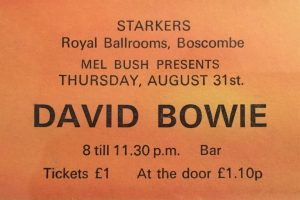 STARKERS
Royal Ballrooms, Boscombe
MEL BUSH PRESENTS
THURSDAY, AUGUST 31st.
DAVID BOWIE
8 till 11.30 p.m. Bar
Tickets £1 At the door £1.10p